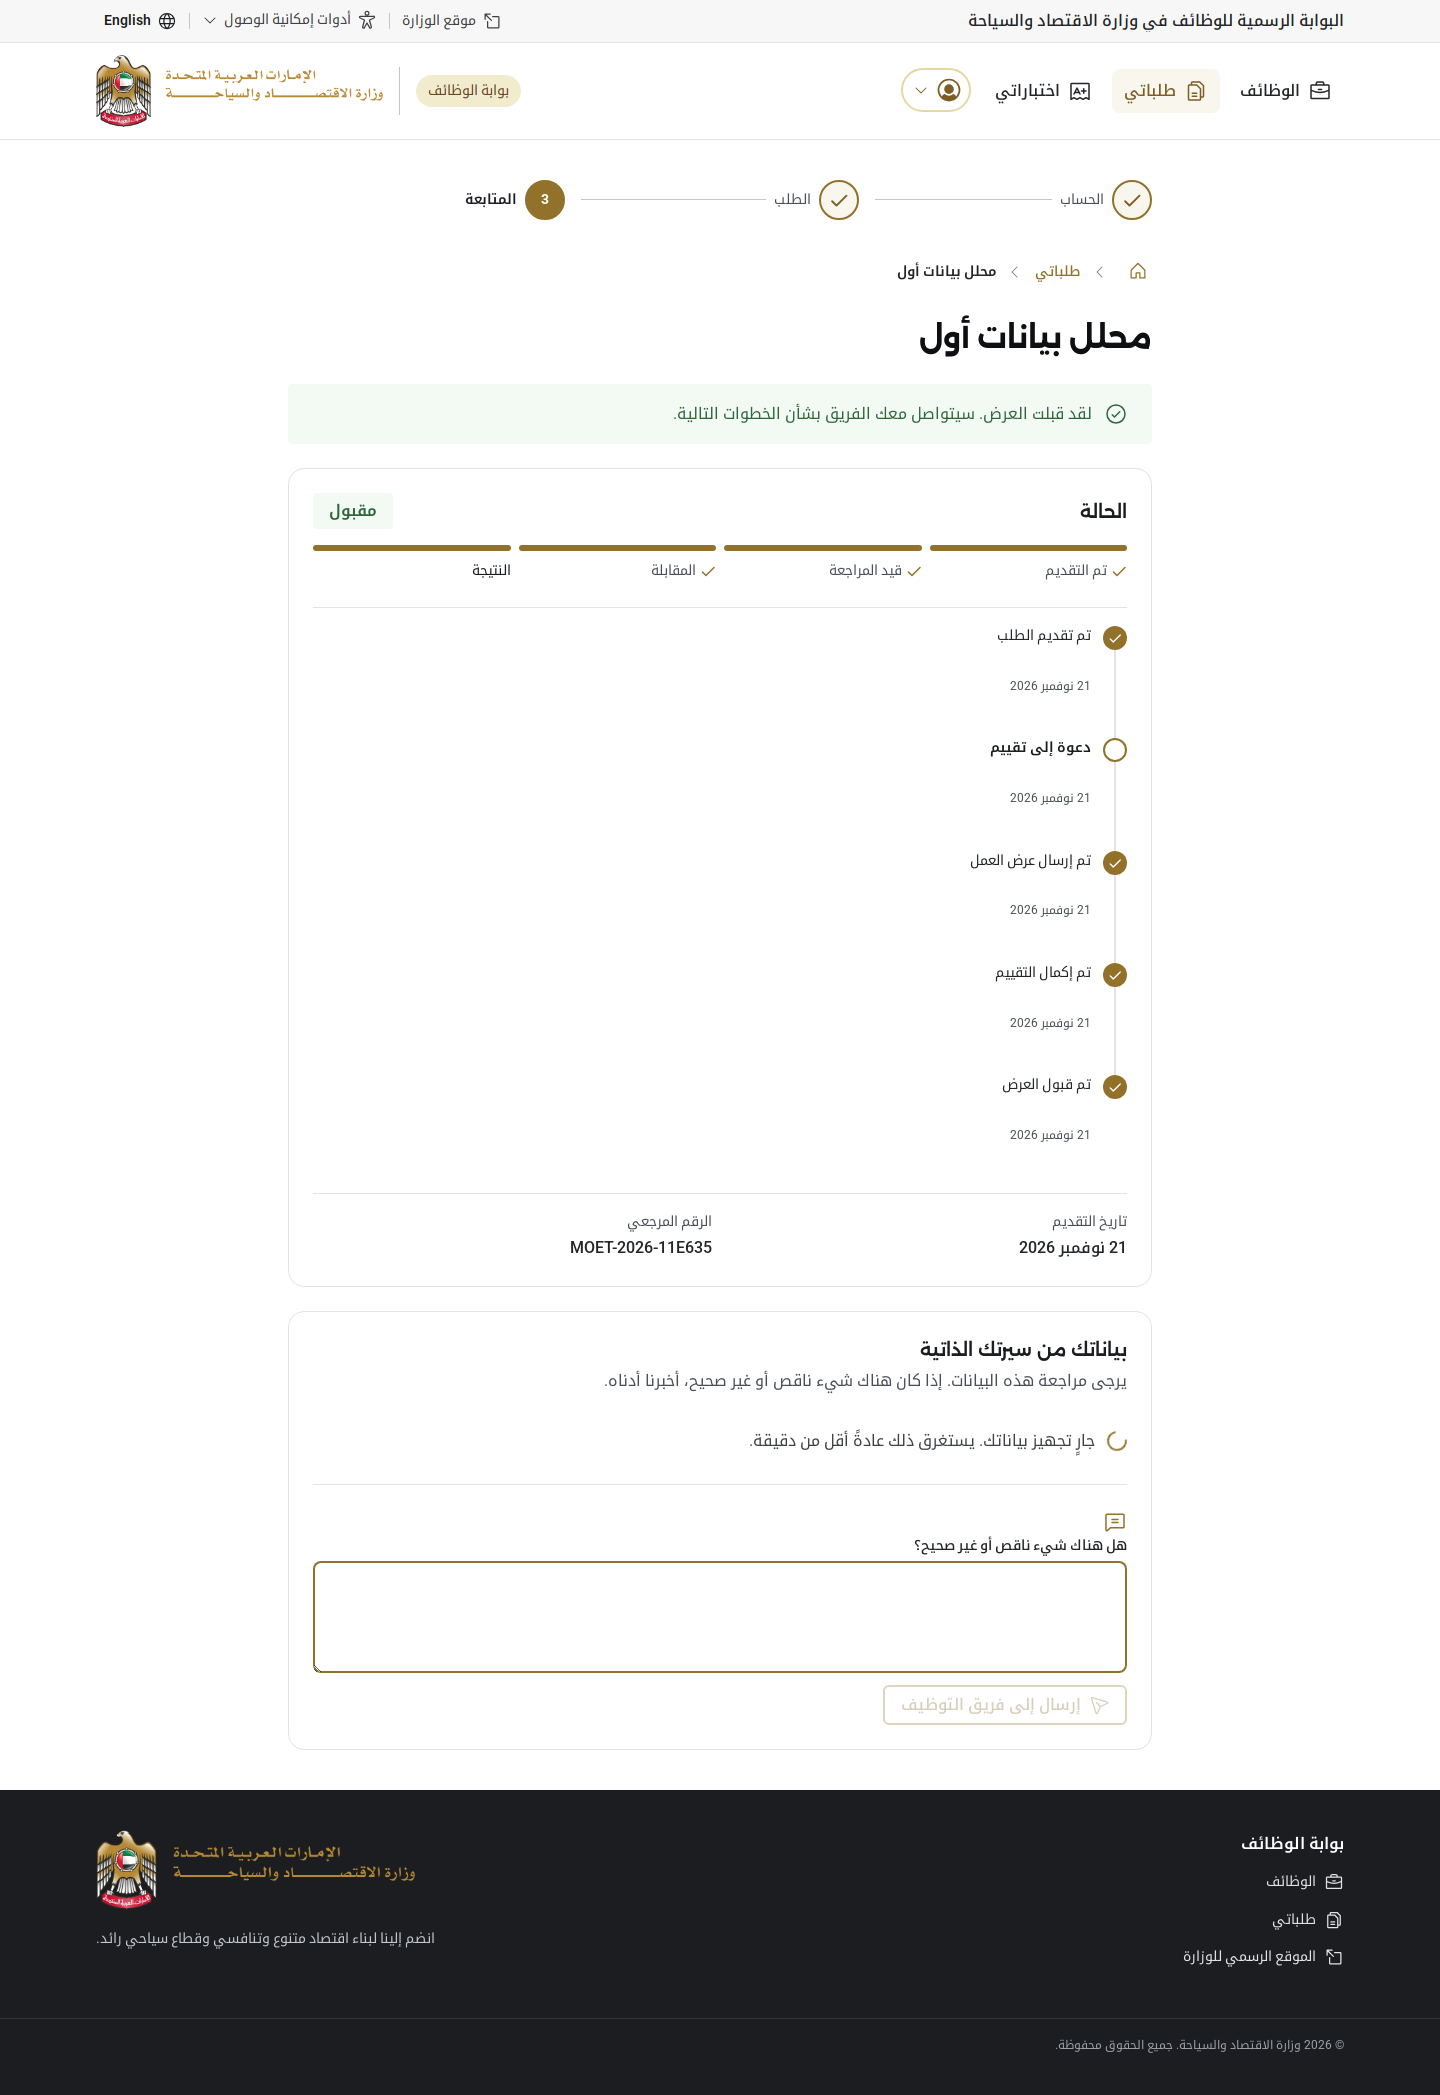 البوابة الرسمية للوظائف في وزارة الاقتصاد والسياحة
موقع الوزارة
أدوات إمكانية الوصول
English
الوظائف
طلباتي
اختباراتي
بوابة الوظائف
الإمارات العربية المتحدة
وزارة الاقتصاد والسياحة
الحساب
الطلب
3
المتابعة
طلباتي
محلل بيانات أول
محلل بيانات أول
لقد قبلت العرض. سيتواصل معك الفريق بشأن الخطوات التالية.
الحالة
مقبول
تم التقديم
قيد المراجعة
المقابلة
النتيجة
تم تقديم الطلب
21 نوفمبر 2026
دعوة إلى تقييم
21 نوفمبر 2026
تم إرسال عرض العمل
21 نوفمبر 2026
تم إكمال التقييم
21 نوفمبر 2026
تم قبول العرض
21 نوفمبر 2026
تاريخ التقديم
21 نوفمبر 2026
الرقم المرجعي
MOET-2026-11E635
بياناتك من سيرتك الذاتية
يرجى مراجعة هذه البيانات. إذا كان هناك شيء ناقص أو غير صحيح، أخبرنا أدناه.
جارٍ تجهيز بياناتك. يستغرق ذلك عادةً أقل من دقيقة.
هل هناك شيء ناقص أو غير صحيح؟
إرسال إلى فريق التوظيف
بوابة الوظائف
الوظائف
طلباتي
الموقع الرسمي للوزارة
الإمارات العربية المتحدة
وزارة الاقتصاد والسياحة
انضم إلينا لبناء اقتصاد متنوع وتنافسي وقطاع سياحي رائد.
© 2026 وزارة الاقتصاد والسياحة. جميع الحقوق محفوظة.